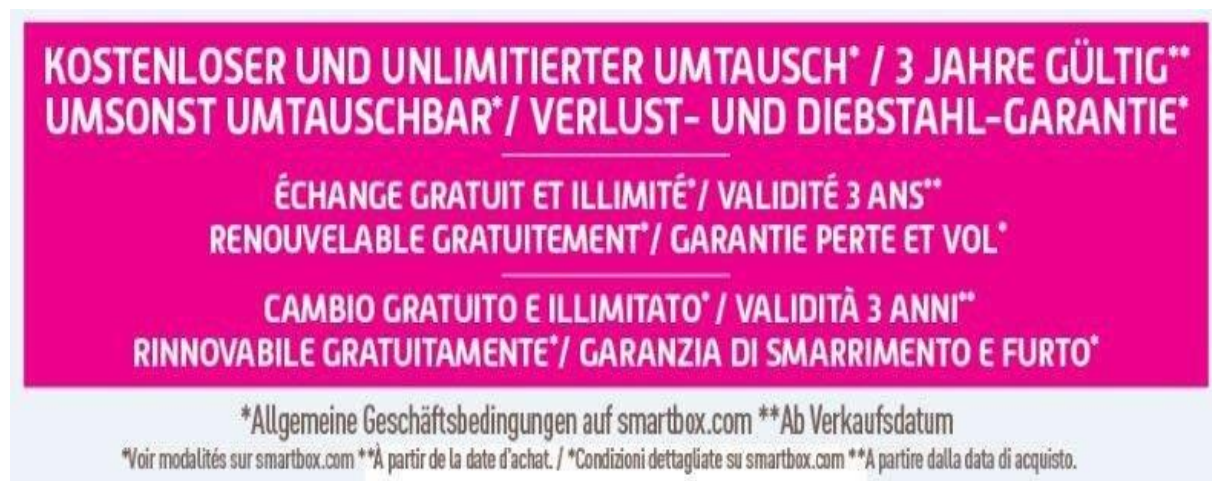 KOSTENLOSER UND UNLIMITIERTER UMTAUSCH* / 3 JAHRE GÜLTIG**
UMSONST UMTAUSCHBAR*/ VERLUST- UND DIEBSTAHL-GARANTIE*
ÉCHANGE GRATUIT ET ILLIMITÉ*/ VALIDITÉ 3 ANS**
RENOUVELABLE GRATUITEMENT*/ GARANTIE PERTE ET VOL*
CAMBIO GRATUITO E ILLIMITATO* / VALIDITÀ 3 ANNI**
RINNOVABILE GRATUITAMENTE*/ GARANZIA DI SMARRIMENTO E FURTO*
*Allgemeine Geschäftsbedingungen auf smartbox.com **Ab Verkaufsdatum
*Voir modalités sur smartbox.com **À partir de la date d'achat. / *Condizioni dettagliate su smartbox.com **A partire dalla data di acquisto.